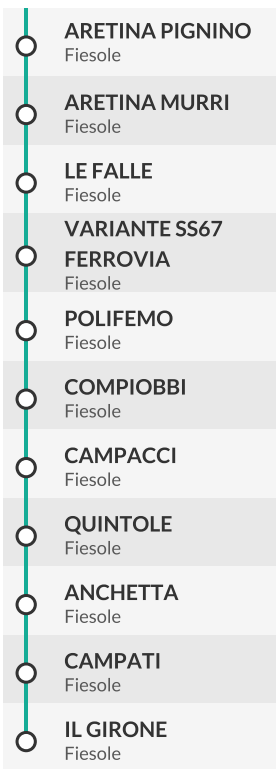 ARETINA PIGNINO
Fiesole
ARETINA MURRI
Fiesole
LE FALLE
Fiesole
VARIANTE SS67
FERROVIA
Fiesole
POLIFEMO
Fiesole
COMPIOBBI
Fiesole
CAMPACCI
Fiesole
QUINTOLE
Fiesole
ANCHETTA
Fiesole
CAMPATI
Fiesole
IL GIRONE
Fiesole